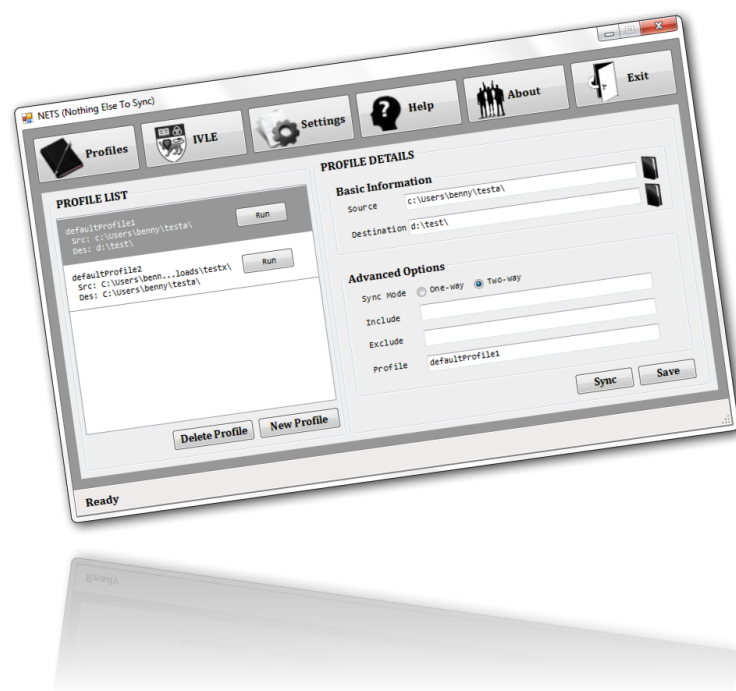 NETS (Nothing Else To Sync)
Profiles
IVLE
Settings
Help
About
Exit
PROFILE LIST
defaultProfile1
Src: C:\Users\benny\testa\
Des: d:\test\
Run
defaultProfile2
Src: C:\Users\benn...loads\testx\
Des: C:\Users\benny\testa\
Run
Delete Profile
New Profile
PROFILE DETAILS
Basic Information
Source c:\Users\benny\testa\
Destination d:\test\
Advanced Options
Sync Mode One-way Two-way
Include
Exclude
Profile defaultProfile1
Sync
Save
Ready
Ready